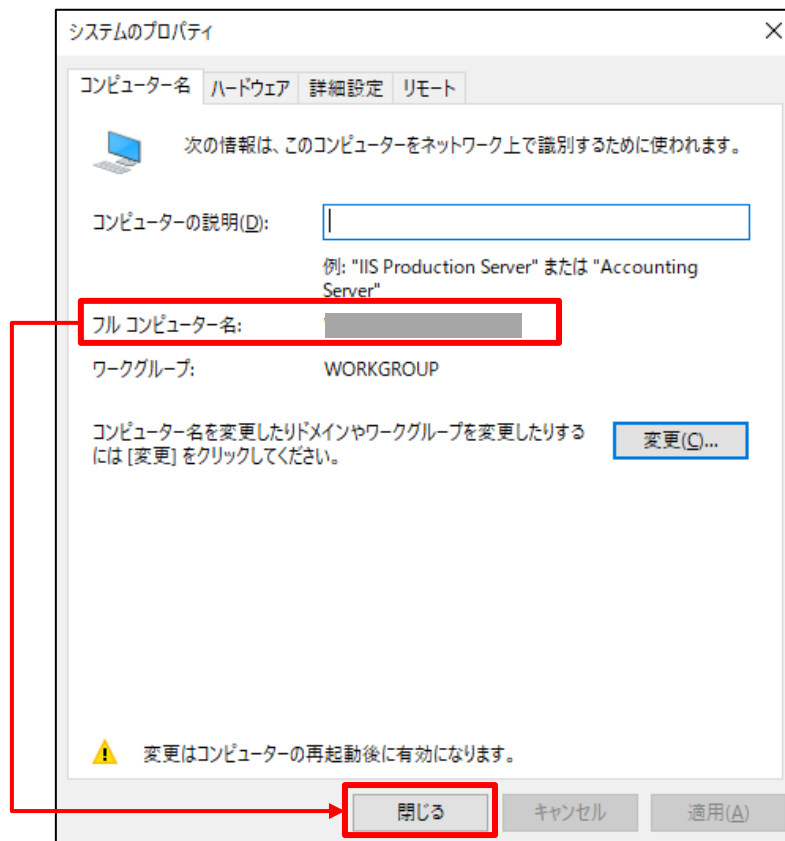 システムのプロパティ
コンピューター名 ハードウェア 詳細設定 リモート
次の情報は、このコンピューターをネットワーク上で識別するために使われます。
コンピューターの説明(D):
例: "IIS Production Server" または "Accounting
Server"
フル コンピューター名:
ワークグループ: WORKGROUP
コンピューター名を変更したりドメインやワークグループを変更したりする
には [変更] をクリックしてください。
変更(C)...
変更はコンピューターの再起動後に有効になります。
閉じる キャンセル 適用(A)